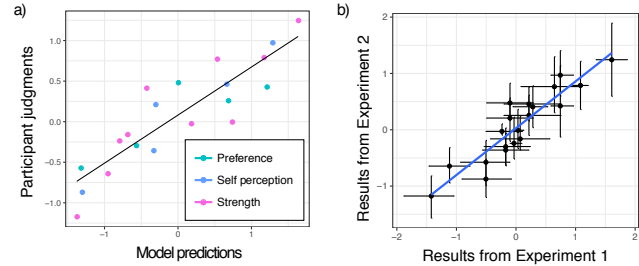 a)
Participant judgments
1.0
0.5
0.0
−0.5
−1.0
Preference
Self perception
Strength
−1
0
1
Model predictions
b)
Results from Experiment 2
2
1
0
−1
−2
−1
0
1
2
Results from Experiment 1